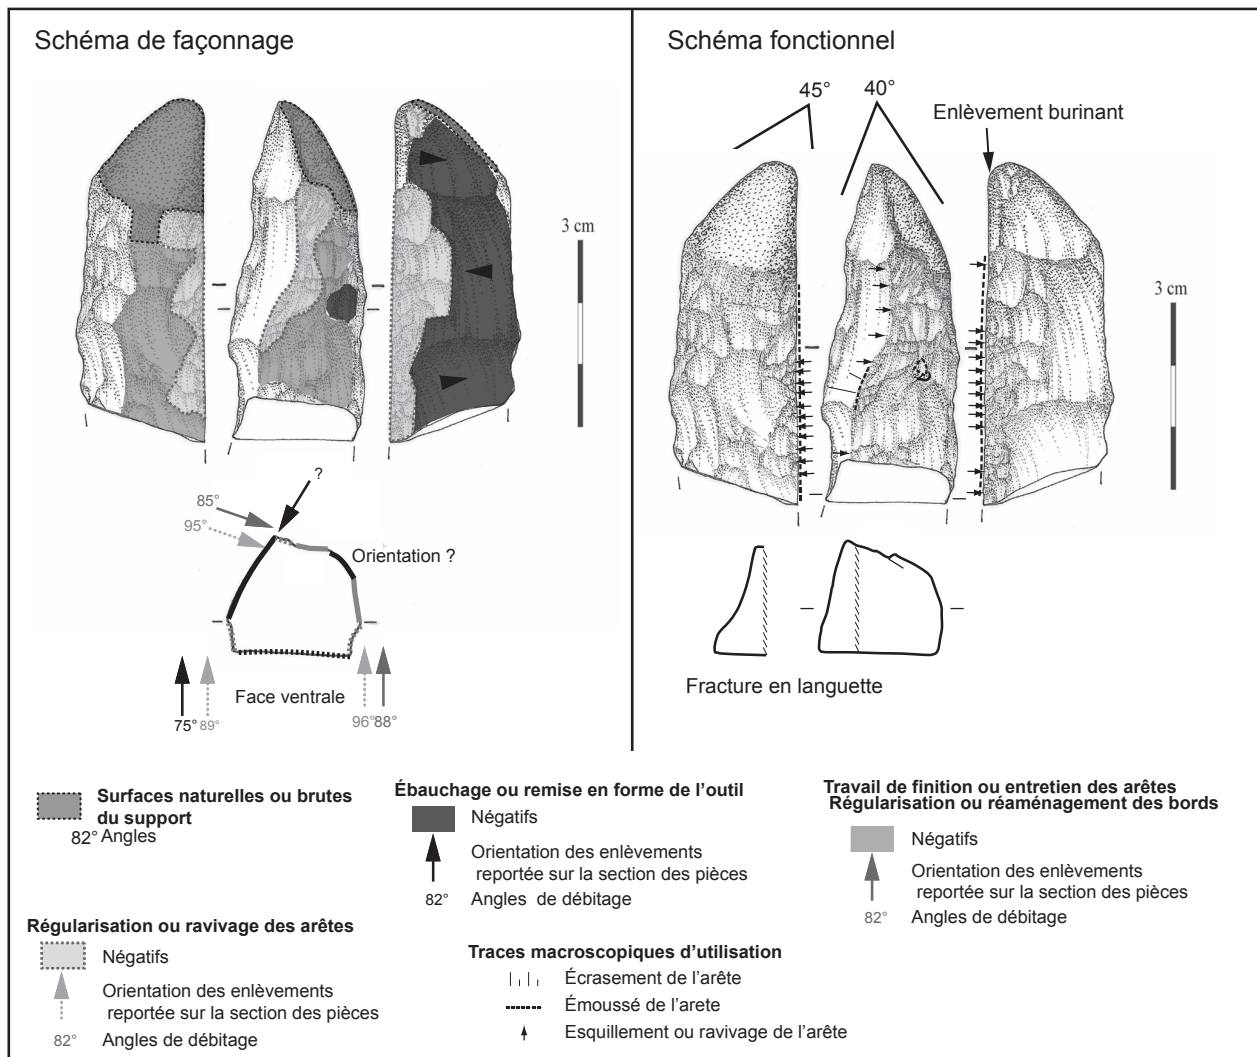 Schéma de façonnage
3 cm
?
85°
95°
Orientation ?
Face ventrale
75° 89°
96° 88°
Schéma fonctionnel
45° 40°
Enlèvement burinant
3 cm
Fracture en languette
Surfaces naturelles ou brutes
du support
82° Angles
Régularisation ou ravivage des arêtes
Négatifs
Orientation des enlèvements
reportée sur la section des pièces
82° Angles de débitage
Ébauchage ou remise en forme de l'outil
Négatifs
Orientation des enlèvements
reportée sur la section des pièces
82° Angles de débitage
Traces macroscopiques d'utilisation
Écrasement de l'arête
Émoussé de l'arete
Esquillement ou ravivage de l'arête
Travail de finition ou entretien des arêtes
Régularisation ou réaménagement des bords
Négatifs
Orientation des enlèvements
reportée sur la section des pièces
82° Angles de débitage